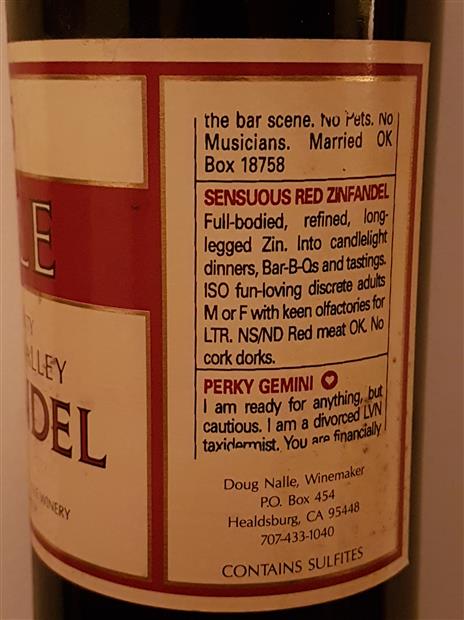 the bar scene. No Pets. No
Musicians. Married OK
Box 18758
SENSUOUS RED ZINFANDEL
Full-bodied, refined, long-
legged Zin. Into candlelight
dinners, Bar-B-Qs and tastings.
ISO fun-loving discrete adults
M or F with keen olfactories for
LTR. NS/ND Red meat OK. No
cork dorks.
PERKY GEMINI
I am ready for anything, but
cautious. I am a divorced LVN
taxidermist. You are financially
Doug Nalle, Winemaker
P.O. Box 454
Healdsburg, CA 95448
707-433-1040
CONTAINS SULFITES
LE
TY
ALLEY
NDEL
WINERY